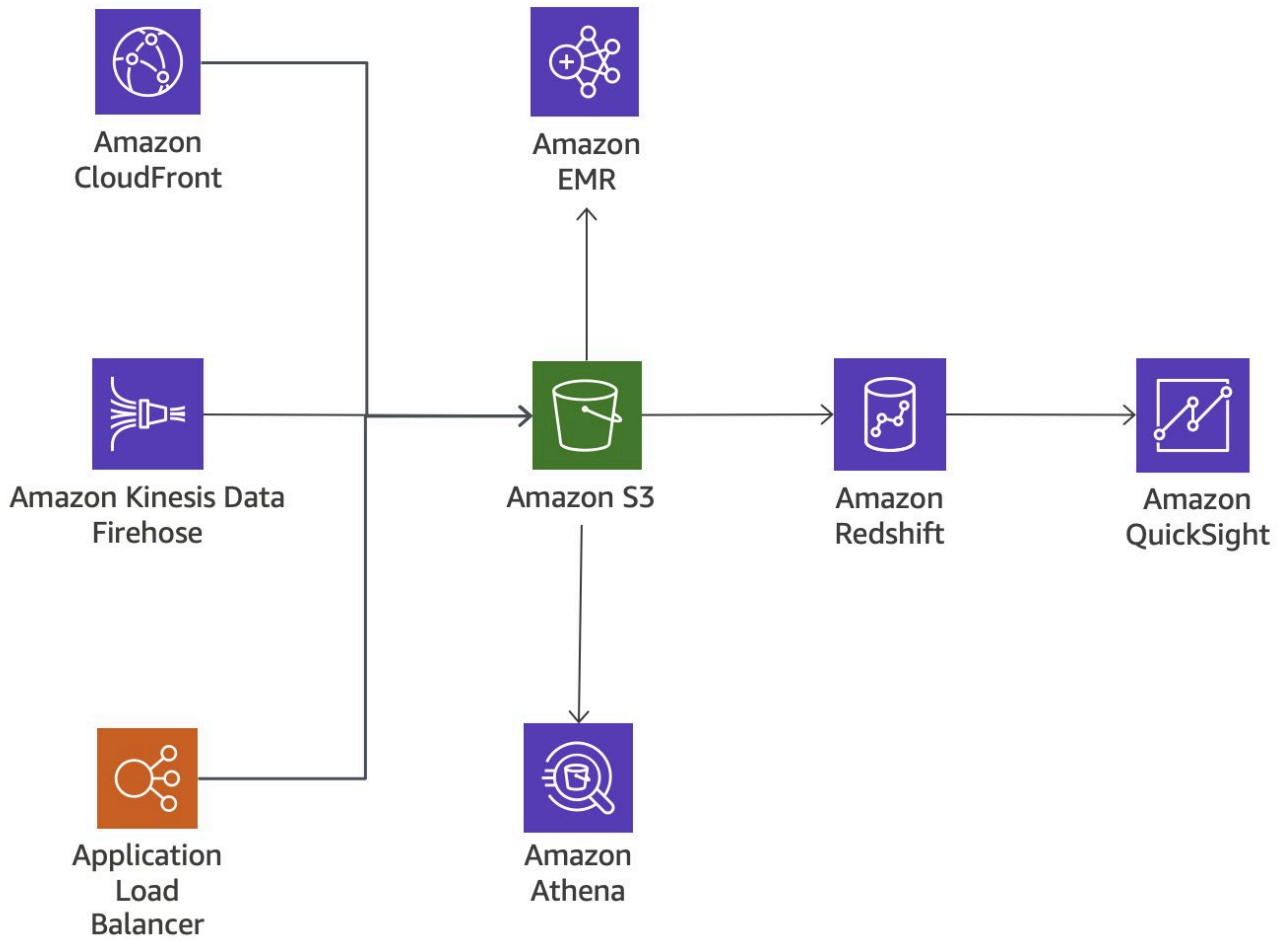 Amazon
CloudFront
Amazon
EMR
Amazon Kinesis Data
Firehose
Amazon S3
Amazon
Redshift
Amazon
QuickSight
Application
Load
Balancer
Amazon
Athena